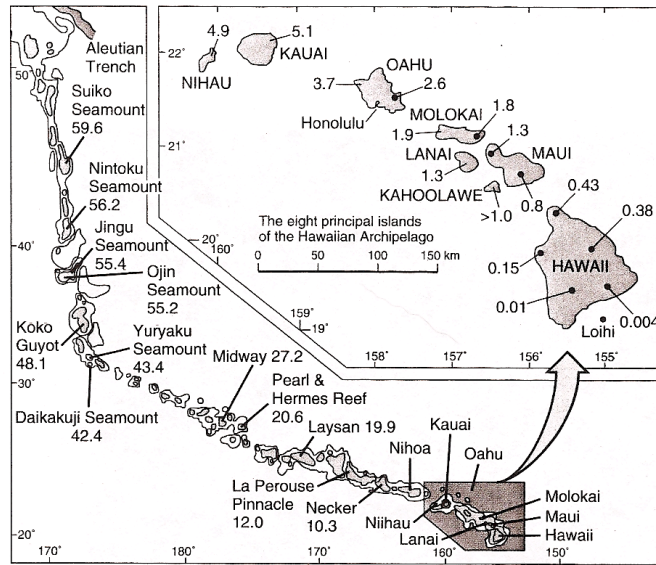 Aleutian
Trench
50°
Suiko
Seamount
59.6
Nintoku
Seamount
56.2
Jingu
Seamount
55.4
40°
Ojin
Seamount
55.2
Koko
Guyot
48.1
Yuryaku
Seamount
43.4
30°
Daikakuji Seamount
42.4
Midway 27.2
Pearl &
Hermes Reef
20.6
Laysan 19.9
La Perouse
Pinnacle
12.0
Necker
10.3
Nihoa
Kauai
Oahu
Niihau
Molokai
Maui
Lanai
Hawaii
20°
170°
180°
170°
160°
150°
22°
4.9
NIHAU
5.1
KAUAI
OAHU
3.7
2.6
Honolulu
MOLOKAI
1.8
1.9
21°
LANAI
1.3
1.3
MAUI
KAHOOLAWE
>1.0
0.8
0.43
0.38
The eight principal islands
of the Hawaiian Archipelago
0 50 100 150 km
20°
160°
0.15
HAWAII
0.01
0.004
Loihi
159°
19°
158°
157°
156°
155°